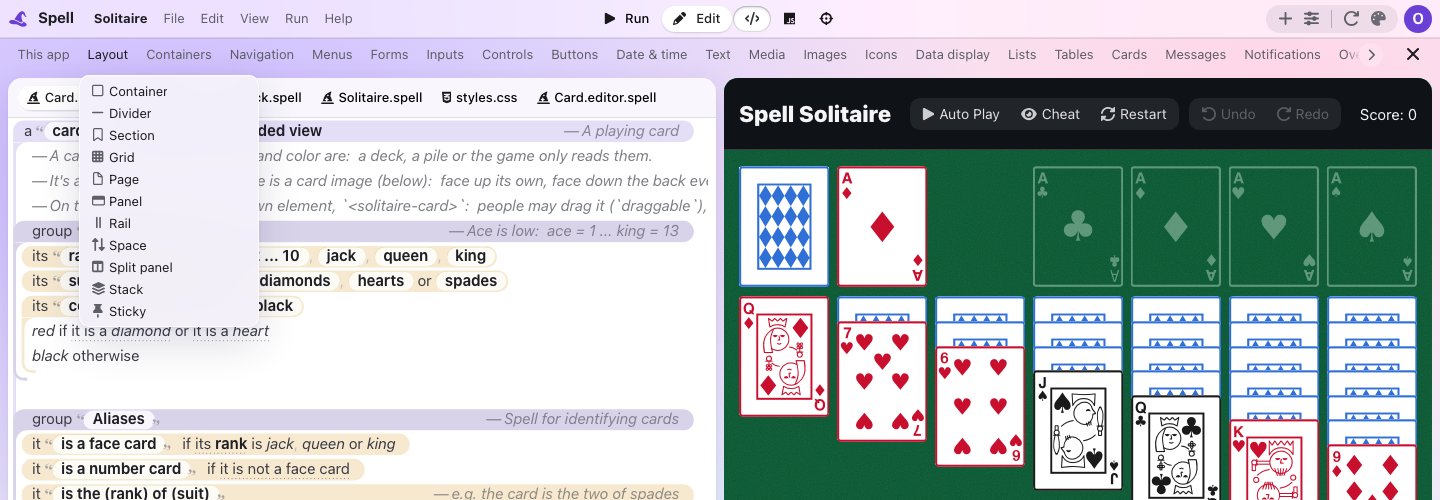 Spell Solitaire File Edit View Run Help Run Edit </> JS O
This app Layout Containers Navigation Menus Forms Inputs Controls Buttons Date & time Text Media Images Icons Data display Lists Tables Cards Messages Notifications
Card. ck.spell Solitaire.spell styles.css Card.editor.spell
Container
Divider
Section
Grid
Page
Panel
Rail
Space
Split panel
Stack
Sticky
a “ card ded view — A playing card
— A ca and color are: a deck, a pile or the game only reads them.
— It's a e is a card image (below): face up its own, face down the back eve
— On t wn element, `<solitaire-card>`: people may drag it (`draggable`),
group “ — Ace is low: ace = 1 ... king = 13
its “ ra ... 10 , jack , queen , king
its “ su diamonds , hearts or spades
its “ co black
red if it is a diamond or it is a heart
black otherwise
group “ Aliases ” — Spell for identifying cards
it “ is a face card ” if its rank is jack, queen or king
it “ is a number card ” if it is not a face card
it “ is the (rank) of (suit) ” — e.g. the card is the two of spades
Spell Solitaire Auto Play Cheat Restart Undo Redo Score: 0
A A A A A
A A A A A
Q
7
6
J
Q
K
9
Q
7
6
J